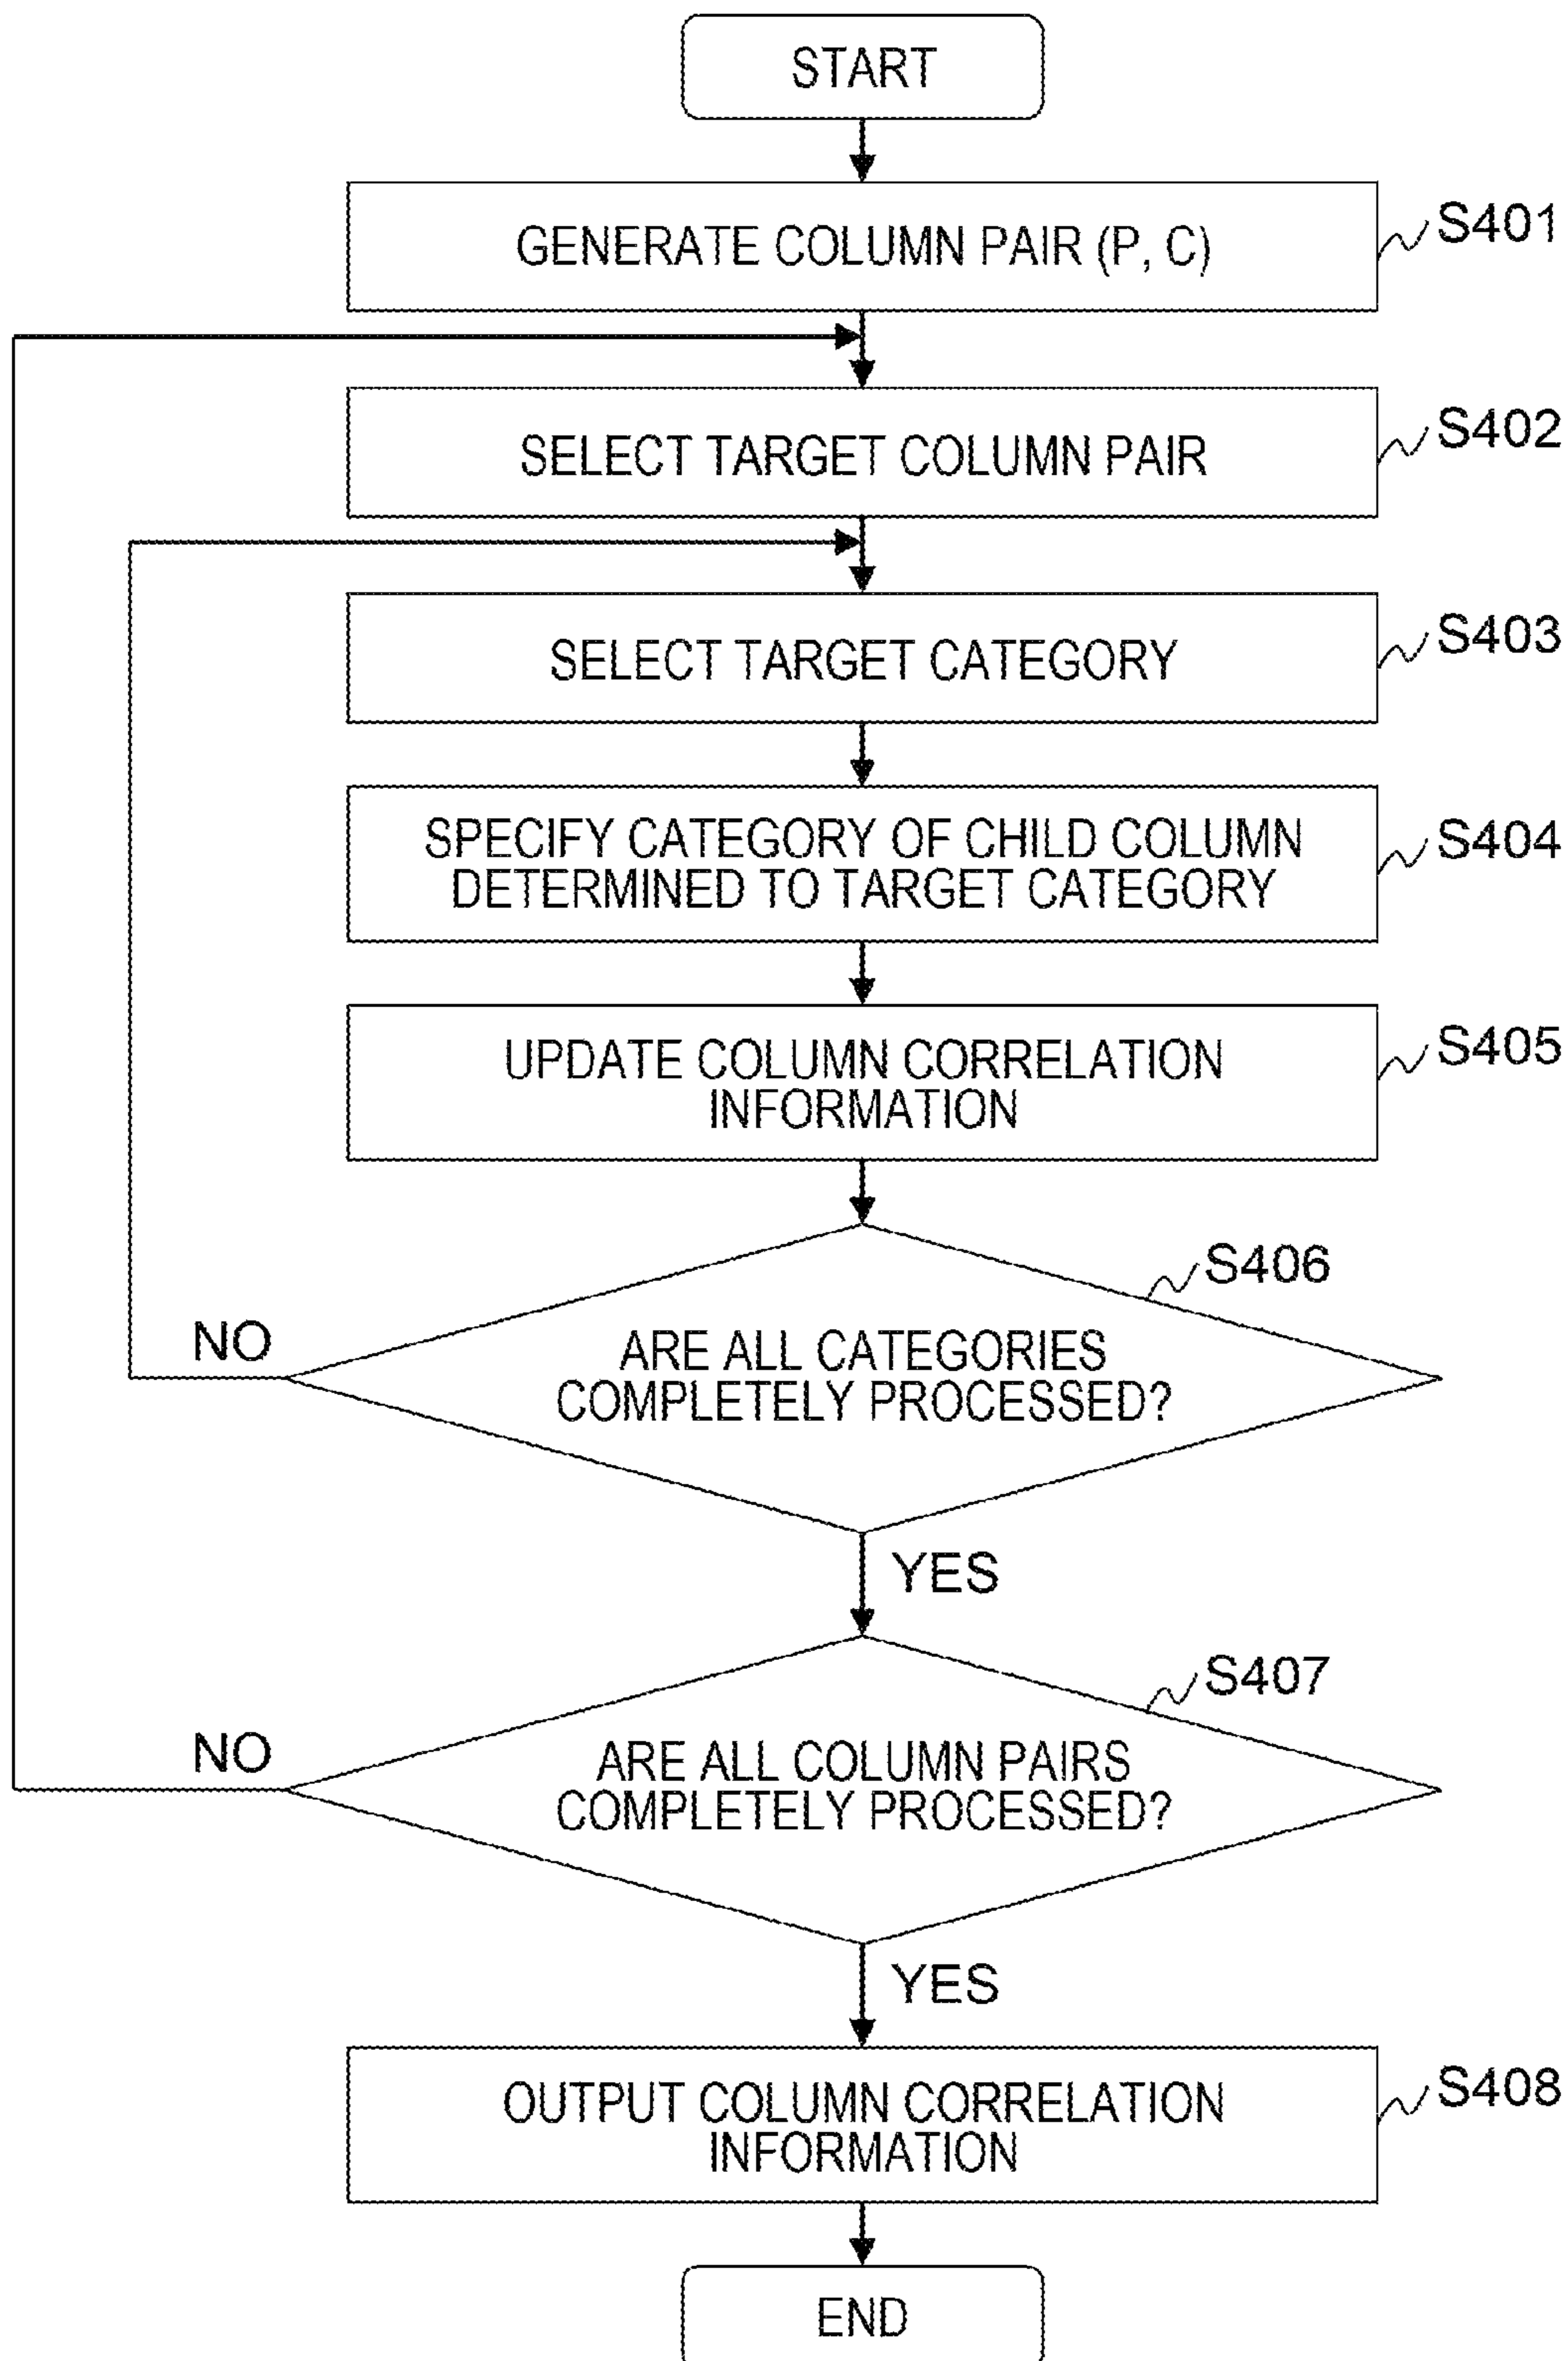 START
GENERATE COLUMN PAIR (P, C)
S401
SELECT TARGET COLUMN PAIR
S402
SELECT TARGET CATEGORY
S403
SPECIFY CATEGORY OF CHILD COLUMN
DETERMINED TO TARGET CATEGORY
S404
UPDATE COLUMN CORRELATION
INFORMATION
S405
S406
ARE ALL CATEGORIES
COMPLETELY PROCESSED?
NO
YES
S407
ARE ALL COLUMN PAIRS
COMPLETELY PROCESSED?
NO
YES
OUTPUT COLUMN CORRELATION
INFORMATION
S408
END